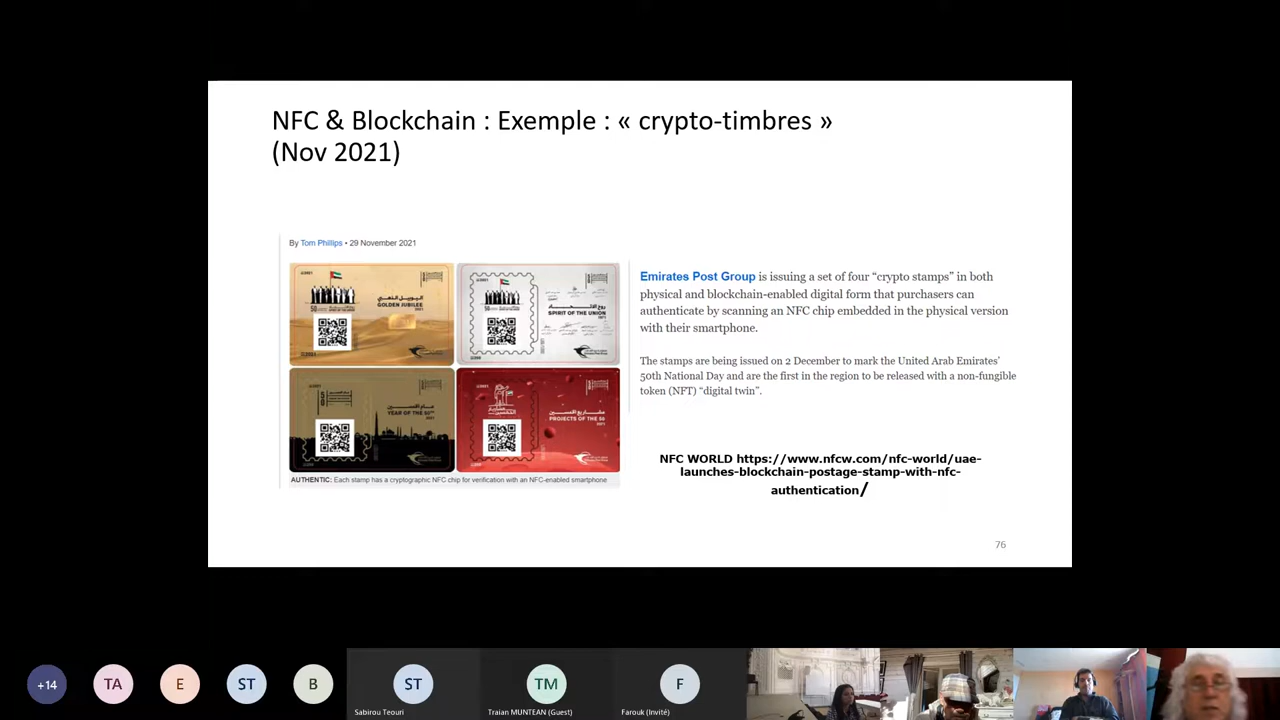 NFC & Blockchain : Exemple : « crypto-timbres »
(Nov 2021)
By Tom Phillips • 29 November 2021
GOLDEN JUBILEE
2021
SPIRIT OF THE UNION
1971
YEAR OF THE 50TH
2021
PROJECTS OF THE 50
2071
AUTHENTIC: Each stamp has a cryptographic NFC chip for verification with an NFC-enabled smartphone
Emirates Post Group is issuing a set of four “crypto stamps” in both
physical and blockchain-enabled digital form that purchasers can
authenticate by scanning an NFC chip embedded in the physical version
with their smartphone.
The stamps are being issued on 2 December to mark the United Arab Emirates’
50th National Day and are the first in the region to be released with a non-fungible
token (NFT) “digital twin”.
NFC WORLD https://www.nfcw.com/nfc-world/uae-
launches-blockchain-postage-stamp-with-nfc-
authentication/
76
+14
TA
E
ST
B
ST
Sabirou Teouri
TM
Traian MUNTEAN (Guest)
F
Farouk (Invité)